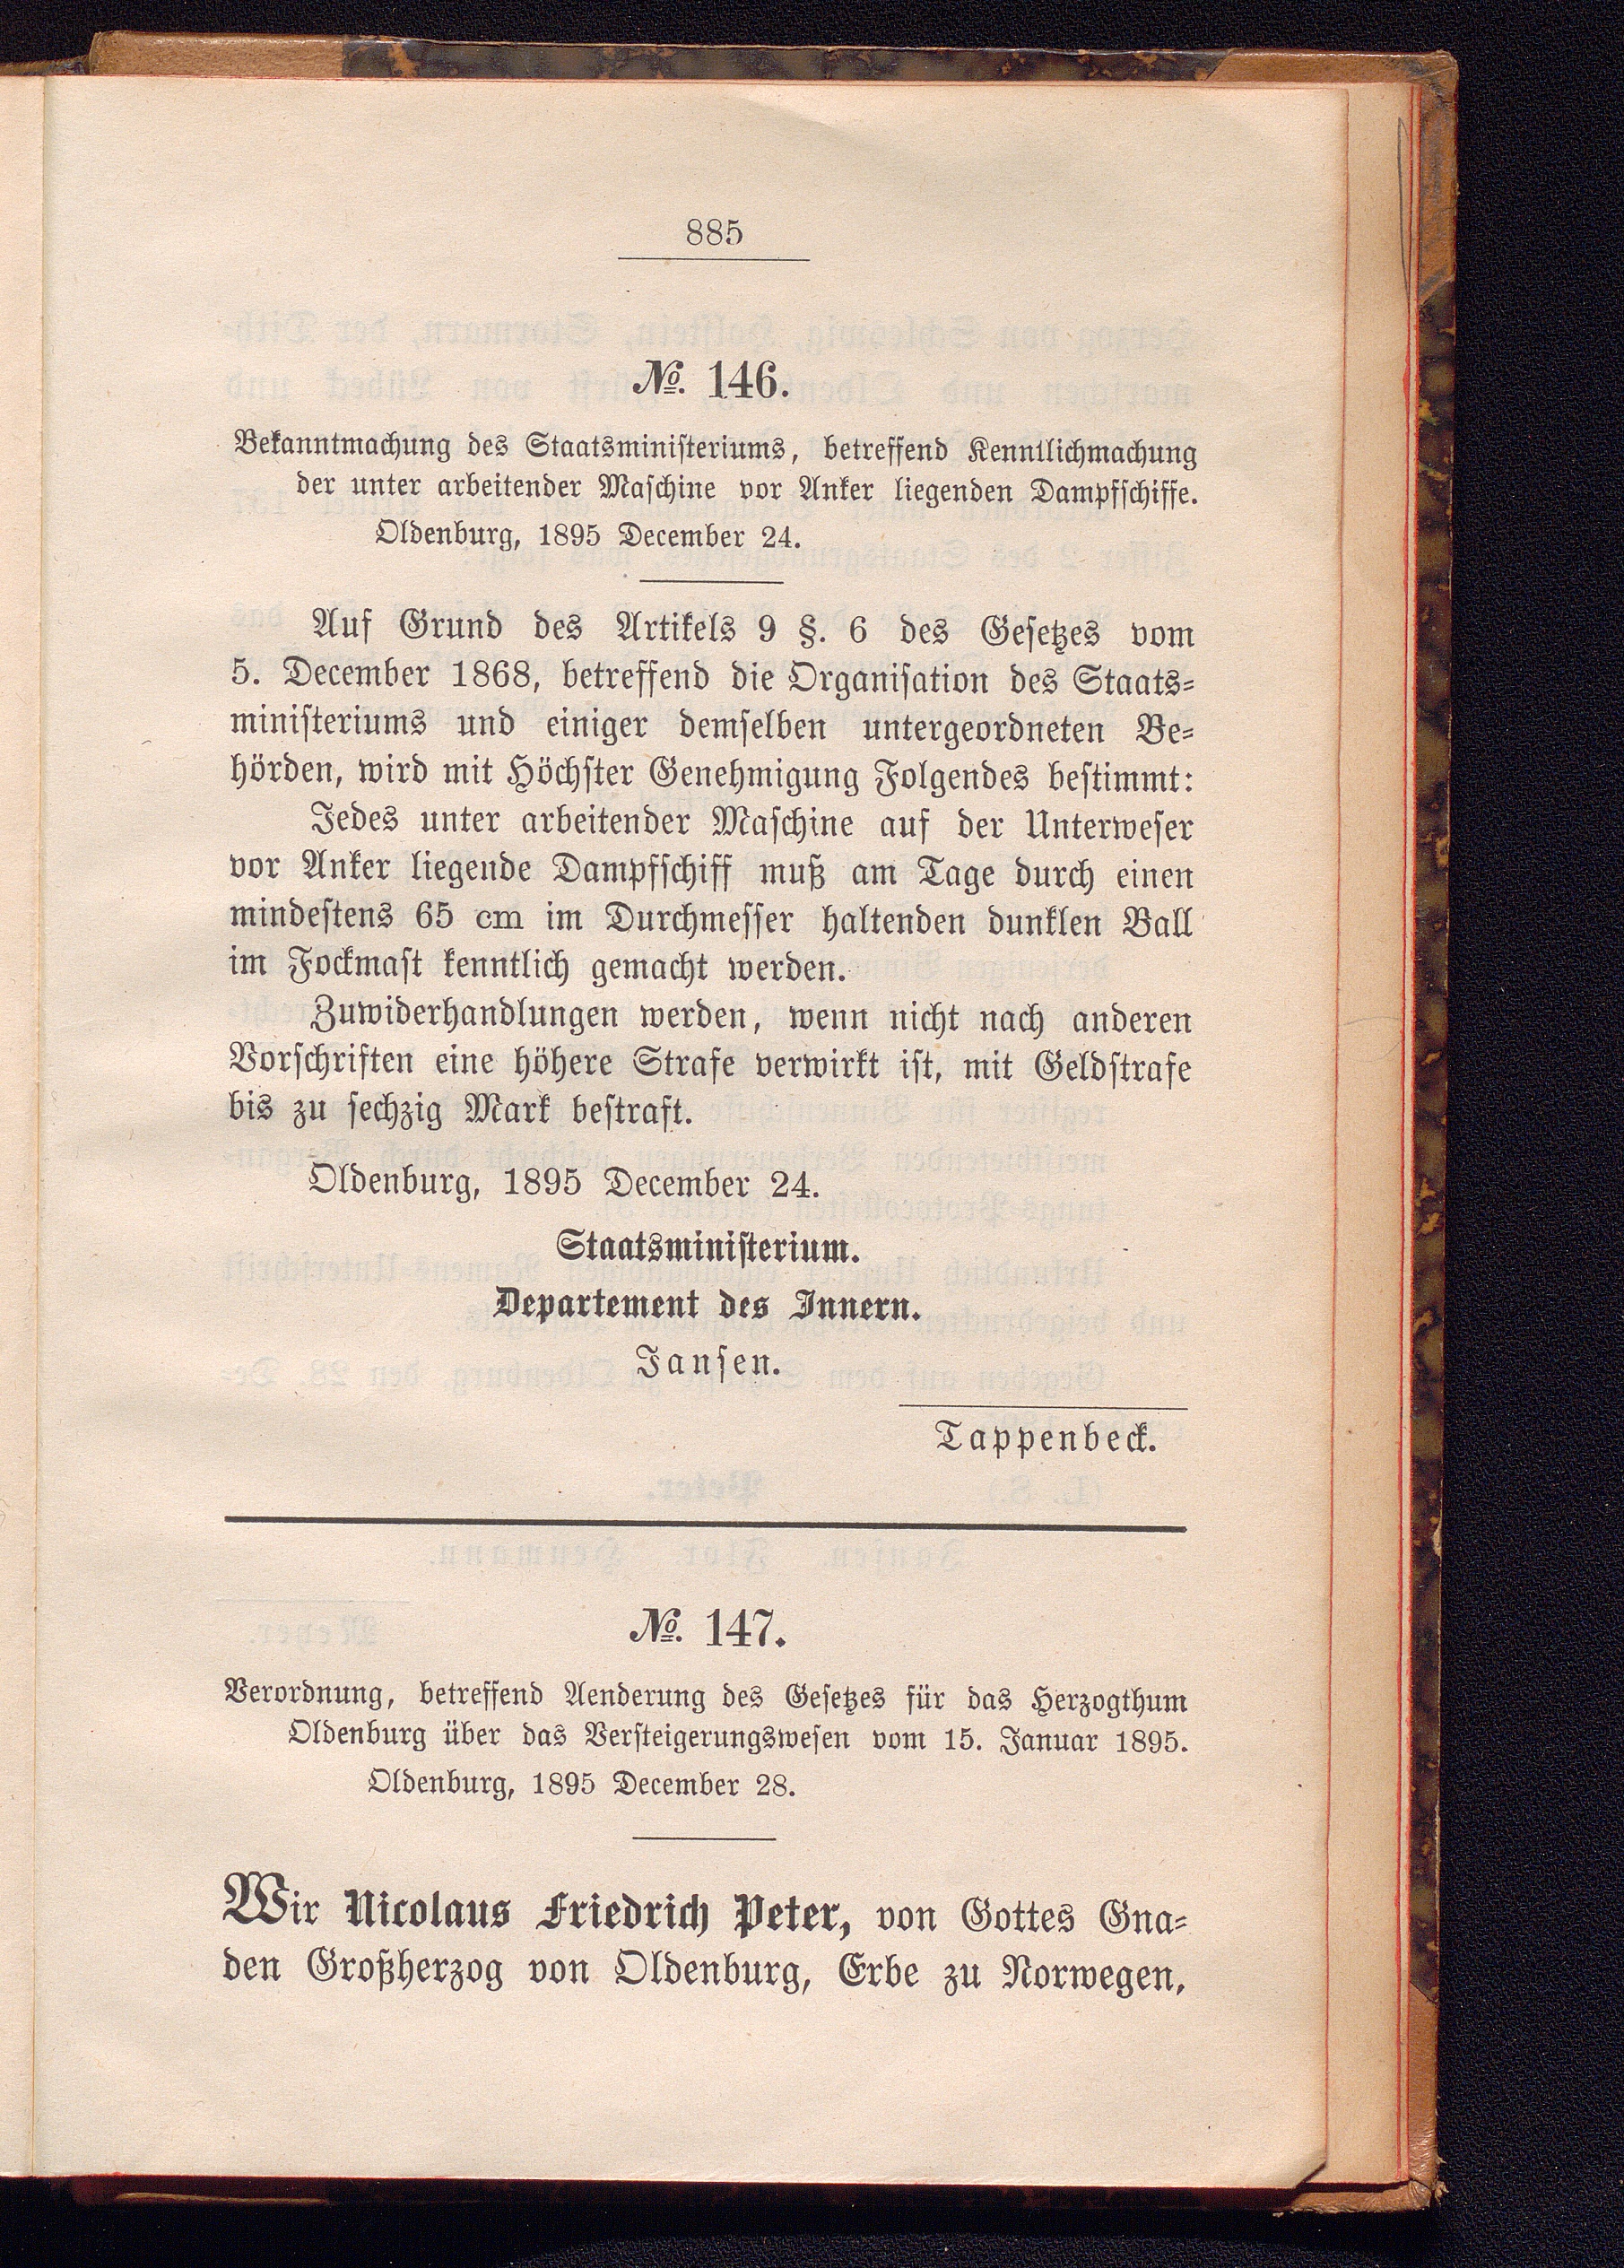 885
№. 146.
Bekanntmachung des Staatsministeriums, betreffend Kenntlichmachung
der unter arbeitender Maschine vor Anker liegenden Dampfschiffe.
Oldenburg, 1895 December 24.
Auf Grund des Artikels 9 §. 6 des Gesetzes vom
5. December 1868, betreffend die Organisation des Staats-
ministeriums und einiger demselben untergeordneten Be-
hörden, wird mit Höchster Genehmigung Folgendes bestimmt:
Jedes unter arbeitender Maschine auf der Unterweser
vor Anker liegende Dampfschiff muß am Tage durch einen
mindestens 65 cm im Durchmesser haltenden dunklen Ball
im Fockmast kenntlich gemacht werden.
Zuwiderhandlungen werden, wenn nicht nach anderen
Vorschriften eine höhere Strafe verwirkt ist, mit Geldstrafe
bis zu sechzig Mark bestraft.
Oldenburg, 1895 December 24.
Staatsministerium.
Departement des Innern.
Jansen.
Tappenbeck.
№. 147.
Verordnung, betreffend Aenderung des Gesetzes für das Herzogthum
Oldenburg über das Versteigerungswesen vom 15. Januar 1895.
Oldenburg, 1895 December 28.
Wir Nicolaus Friedrich Peter, von Gottes Gna-
den Großherzog von Oldenburg, Erbe zu Norwegen,